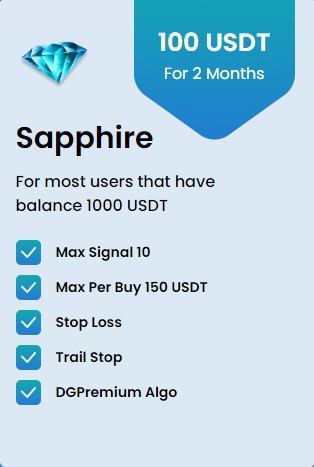 100 USDT
For 2 Months
Sapphire
For most users that have
balance 1000 USDT
Max Signal 10
Max Per Buy 150 USDT
Stop Loss
Trail Stop
DGPremium Algo